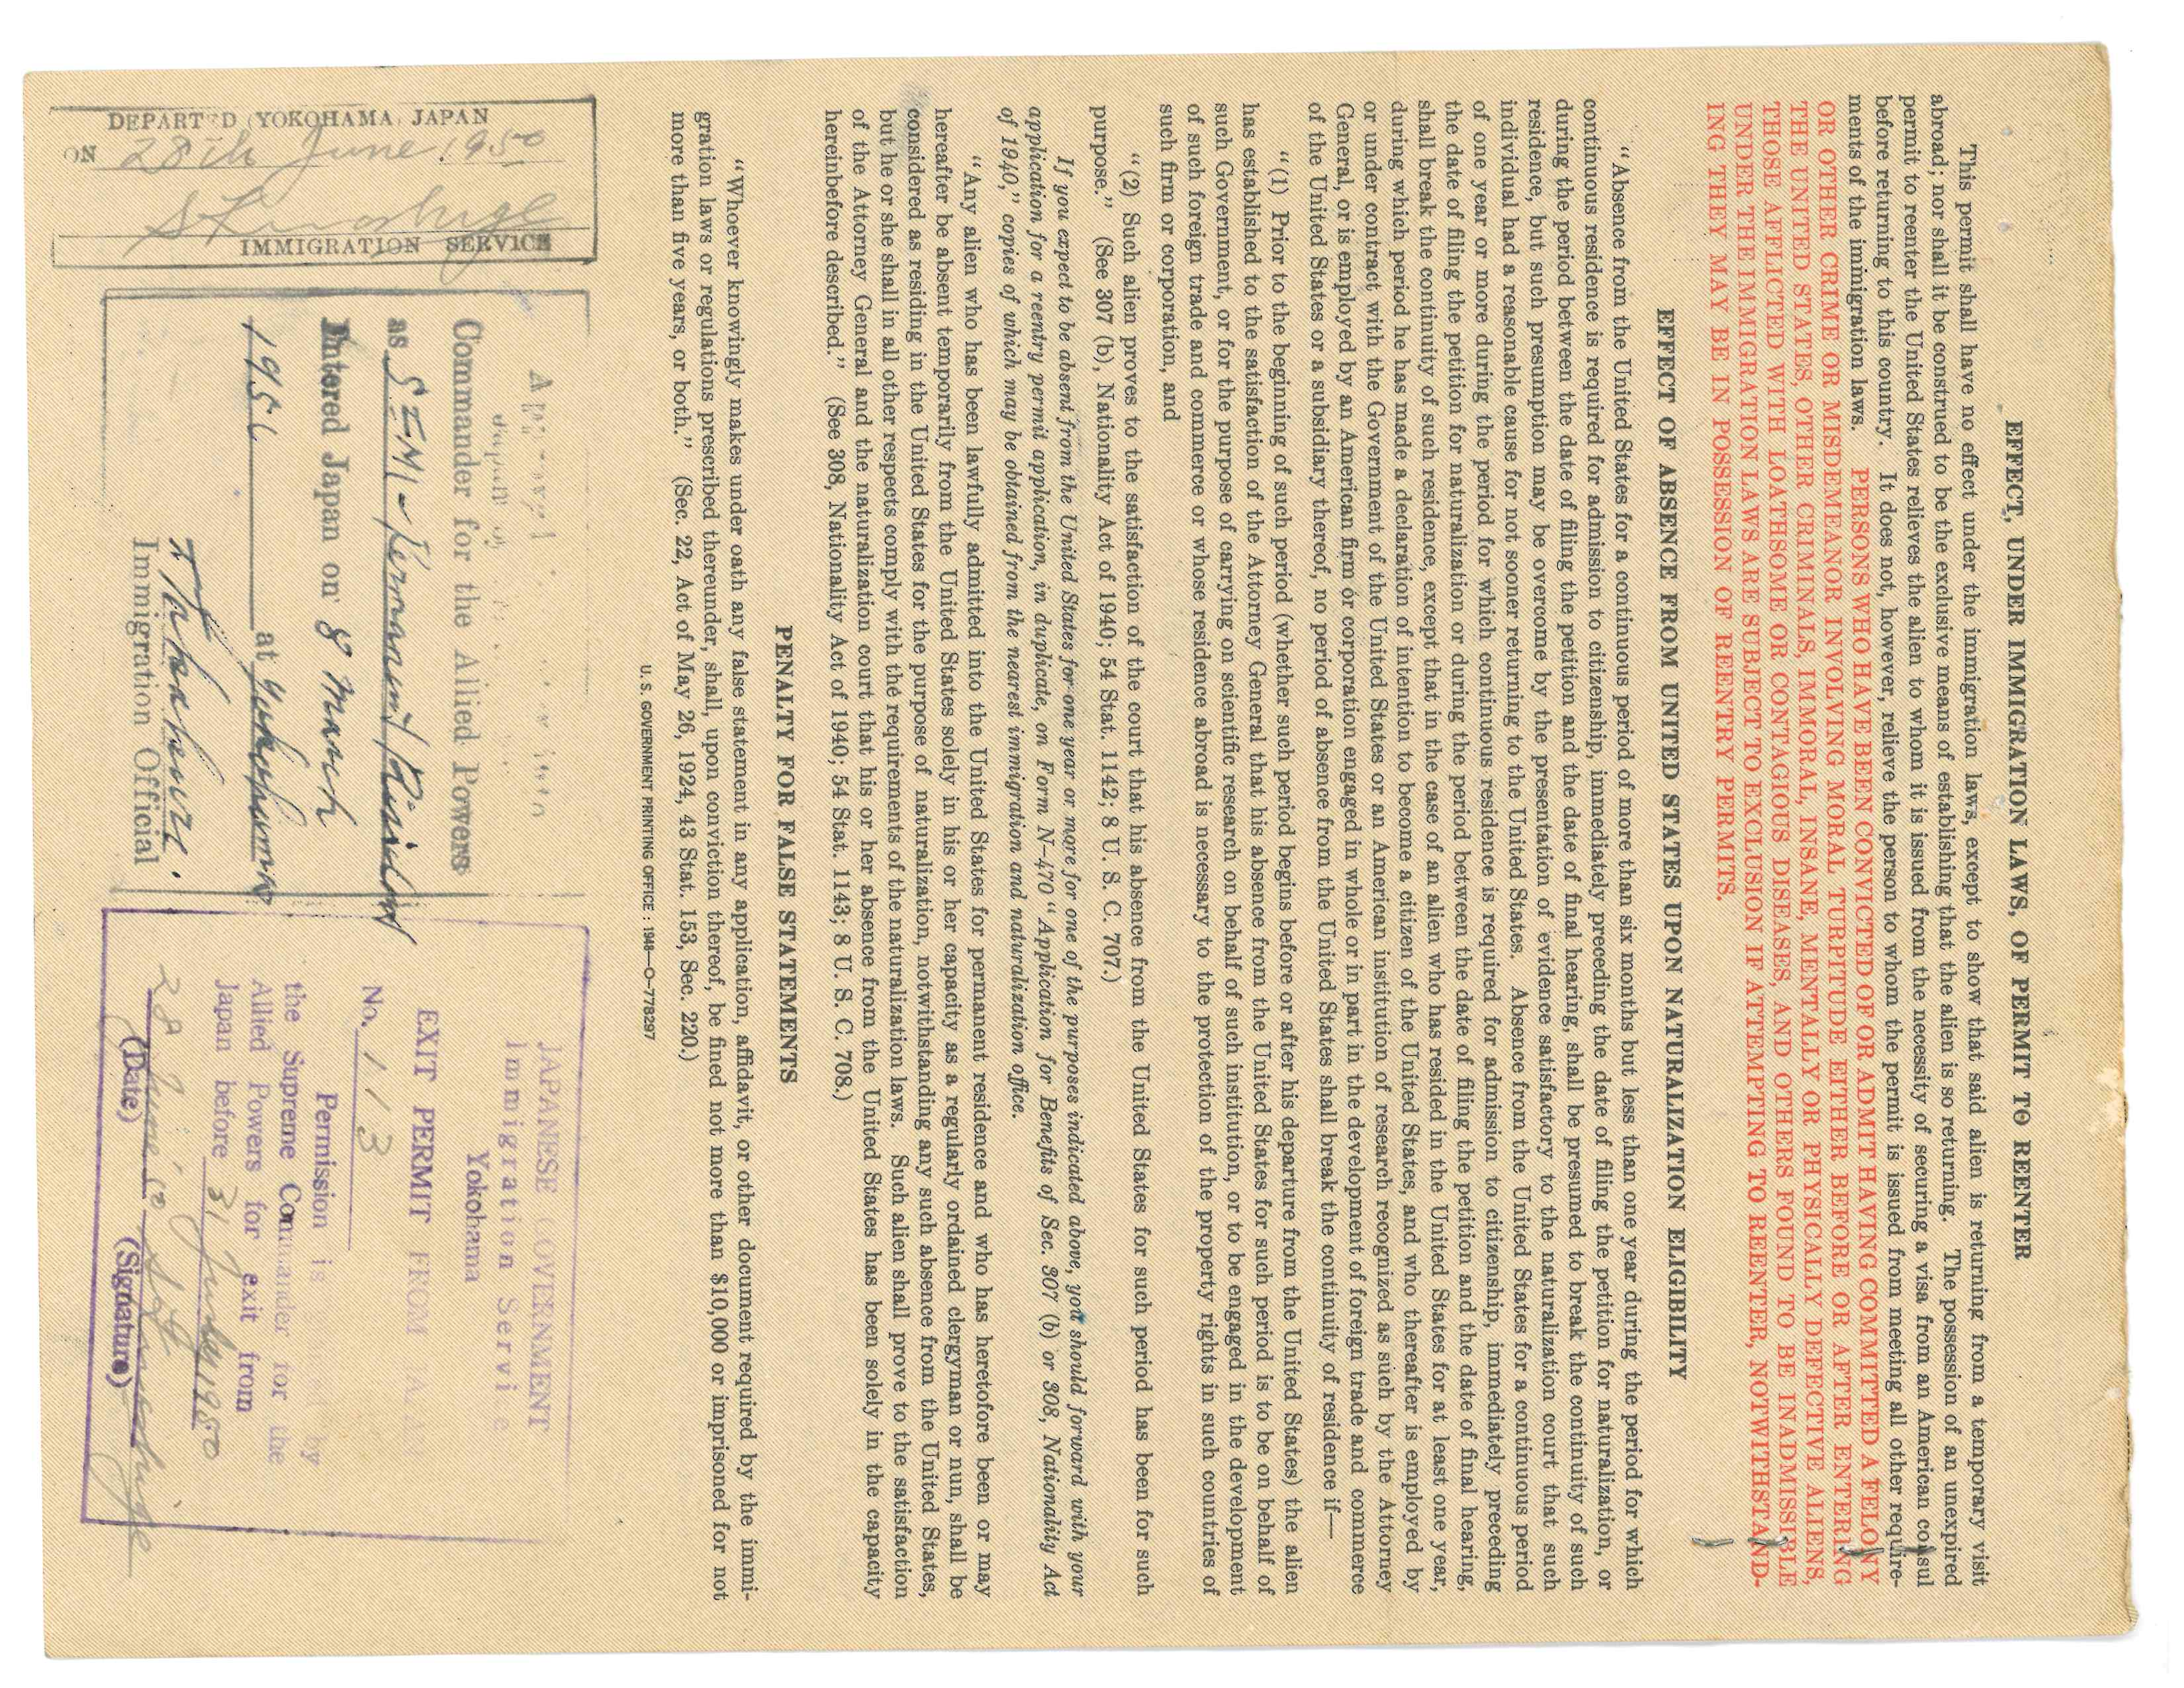 EFFECT, UNDER IMMIGRATION LAWS, OF PERMIT TO REENTER
This permit shall have no effect under the immigration laws, except to show that said alien is returning from a temporary visit
abroad; nor shall it be construed to be the exclusive means of establishing that the alien is so returning. The possession of an unexpired
permit to reenter the United States relieves the alien to whom it is issued from the necessity of securing a visa from an American consul
before returning to this country. It does not, however, relieve the person to whom the permit is issued from meeting all other require-
ments of the immigration laws. PERSONS WHO HAVE BEEN CONVICTED OF OR ADMIT HAVING COMMITTED A FELONY
OR OTHER CRIME OR MISDEMEANOR INVOLVING MORAL TURPITUDE EITHER BEFORE OR AFTER ENTERING
THE UNITED STATES, OTHER CRIMINALS, IMMORAL, INSANE, MENTALLY OR PHYSICALLY DEFECTIVE ALIENS,
THOSE AFFLICTED WITH LOATHSOME OR CONTAGIOUS DISEASES, AND OTHERS FOUND TO BE INADMISSIBLE
UNDER THE IMMIGRATION LAWS ARE SUBJECT TO EXCLUSION IF ATTEMPTING TO REENTER, NOTWITHSTAND-
ING THEY MAY BE IN POSSESSION OF REENTRY PERMITS.
EFFECT OF ABSENCE FROM UNITED STATES UPON NATURALIZATION ELIGIBILITY
“Absence from the United States for a continuous period of more than six months but less than one year during the period for which
continuous residence is required for admission to citizenship, immediately preceding the date of filing the petition for naturalization, or
during the period between the date of filing the petition and the date of final hearing, shall be presumed to break the continuity of such
residence, but such presumption may be overcome by the presentation of evidence satisfactory to the naturalization court that such
individual had a reasonable cause for not sooner returning to the United States. Absence from the United States for a continuous period
of one year or more during the period for which continuous residence is required for admission to citizenship, immediately preceding
the date of filing the petition for naturalization or during the period between the date of filing the petition and the date of final hearing,
shall break the continuity of such residence, except that in the case of an alien who has resided in the United States for at least one year,
during which period he has made a declaration of intention to become a citizen of the United States, and who thereafter is employed by
or under contract with the Government of the United States or an American institution of research recognized as such by the Attorney
General, or is employed by an American firm or corporation engaged in whole or in part in the development of foreign trade and commerce
of the United States or a subsidiary thereof, no period of absence from the United States shall break the continuity of residence if—
“(1) Prior to the beginning of such period (whether such period begins before or after his departure from the United States) the alien
has established to the satisfaction of the Attorney General that his absence from the United States for such period is to be on behalf of
such Government, or for the purpose of carrying on scientific research on behalf of such institution, or to be engaged in the development
of such foreign trade and commerce or whose residence abroad is necessary to the protection of the property rights in such countries of
such firm or corporation, and
“(2) Such alien proves to the satisfaction of the court that his absence from the United States for such period has been for such
purpose.” (See 307 (b), Nationality Act of 1940; 54 Stat. 1142; 8 U. S. C. 707.)
If you expect to be absent from the United States for one year or more for one of the purposes indicated above, you should forward with your
application for a reentry permit application, in duplicate, on Form N–470 “Application for Benefits of Sec. 307 (b) or 308, Nationality Act
of 1940,” copies of which may be obtained from the nearest immigration and naturalization office.
“Any alien who has been lawfully admitted into the United States for permanent residence and who has heretofore been or may
hereafter be absent temporarily from the United States solely in his or her capacity as a regularly ordained clergyman or nun, shall be
considered as residing in the United States for the purpose of naturalization, notwithstanding any such absence from the United States,
but he or she shall in all other respects comply with the requirements of the naturalization laws. Such alien shall prove to the satisfaction
of the Attorney General and the naturalization court that his or her absence from the United States has been solely in the capacity
hereinbefore described.” (See 308, Nationality Act of 1940; 54 Stat. 1143; 8 U. S. C. 708.)
PENALTY FOR FALSE STATEMENTS
“Whoever knowingly makes under oath any false statement in any application, affidavit, or other document required by the immi-
gration laws or regulations prescribed thereunder, shall, upon conviction thereof, be fined not more than $10,000 or imprisoned for not
more than five years, or both.” (Sec. 22, Act of May 26, 1924, 43 Stat. 153, Sec. 220.)
U. S. GOVERNMENT PRINTING OFFICE : 1948—O–778297
DEPARTED YOKOHAMA, JAPAN
ON 28th June 1950
IMMIGRATION SERVICE
Japan by
Commander for the Allied Powers
as SEMI-Permanent Resident
Entered Japan on 8 March
at Yokohama
Immigration Official
JAPANESE GOVERNMENT
Immigration Service
Yokohama
EXIT PERMIT FROM JAPAN
No. 113
Permission is by
the Supreme Commander for the
Allied Powers for exit from
Japan before 31 July 1950
28 June 50
(Date) (Signature)